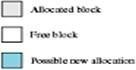 Allocated block
Free block
Possible new allocation